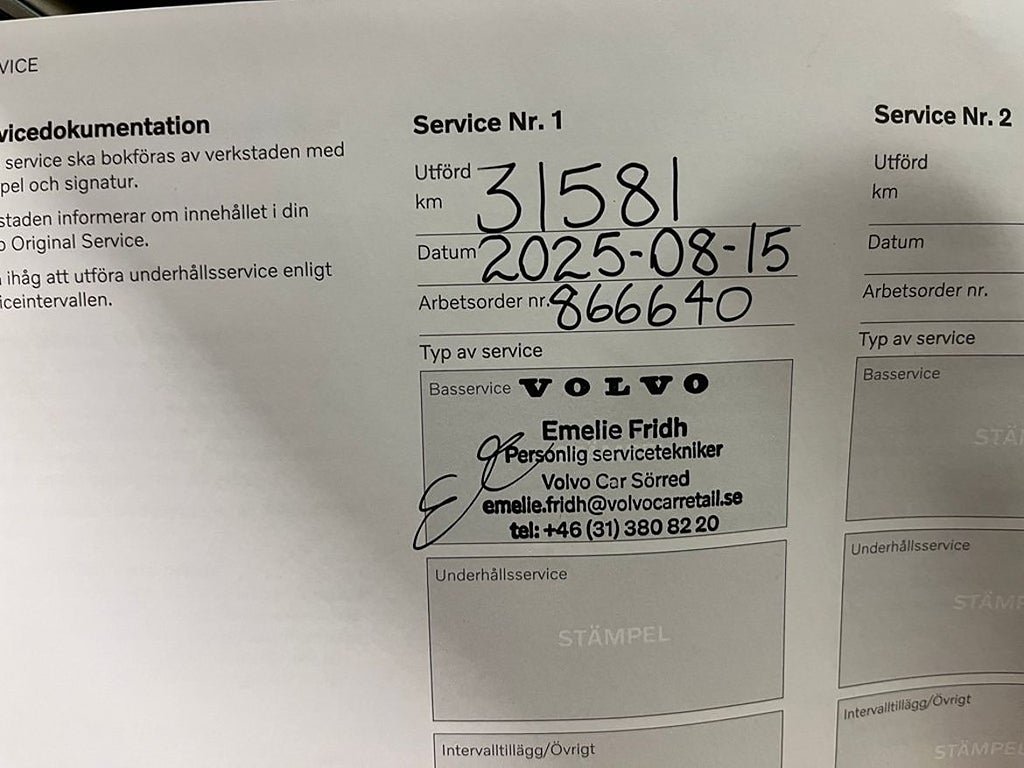 VICE
vicedokumentation
service ska bokföras av verkstaden med
pel och signatur.
staden informerar om innehållet i din
o Original Service.
ihåg att utföra underhållsservice enligt
iceintervallen.
Service Nr. 1
Utförd
km 31581
Datum 2025-08-15
Arbetsorder nr. 866640
Typ av service
Basservice VOLVO
Emelie Fridh
Personlig servicetekniker
Volvo Car Sörred
emelie.fridh@volvocarretail.se
tel: +46 (31) 380 82 20
Underhållsservice
STÄMPEL
Intervalltillägg/Övrigt
Service Nr. 2
Utförd
km
Datum
Arbetsorder nr.
Typ av service
Basservice
STÄ
Underhållsservice
STÄMP
Intervalltillägg/Övrigt
STÄMPEL